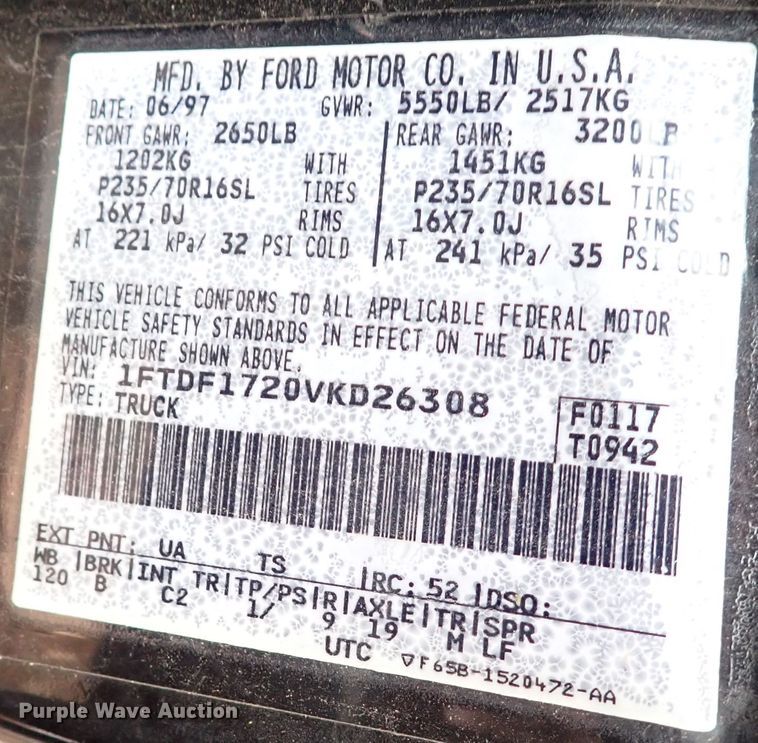 MFD. BY FORD MOTOR CO. IN U.S.A.
DATE: 06/97 GVWR: 5550LB/ 2517KG
FRONT GAWR: 2650LB REAR GAWR: 3200LB
1202KG WITH 1451KG WITH
P235/70R16SL TIRES P235/70R16SL TIRES
16X7.0J RIMS 16X7.0J RIMS
AT 221 kPa/ 32 PSI COLD AT 241 kPa/ 35 PSI COLD
THIS VEHICLE CONFORMS TO ALL APPLICABLE FEDERAL MOTOR
VEHICLE SAFETY STANDARDS IN EFFECT ON THE DATE OF
MANUFACTURE SHOWN ABOVE.
VIN: 1FTDF1720VKD26308
TYPE: TRUCK
F0117
T0942
EXT PNT: UA TS RC: 52 DSO:
WB BRK INT TR TP/PS R AXLE TR SPR
120 B C2 1/ 9 19 M LF
UTC ▽F65B-1520472-AA
Purple Wave Auction